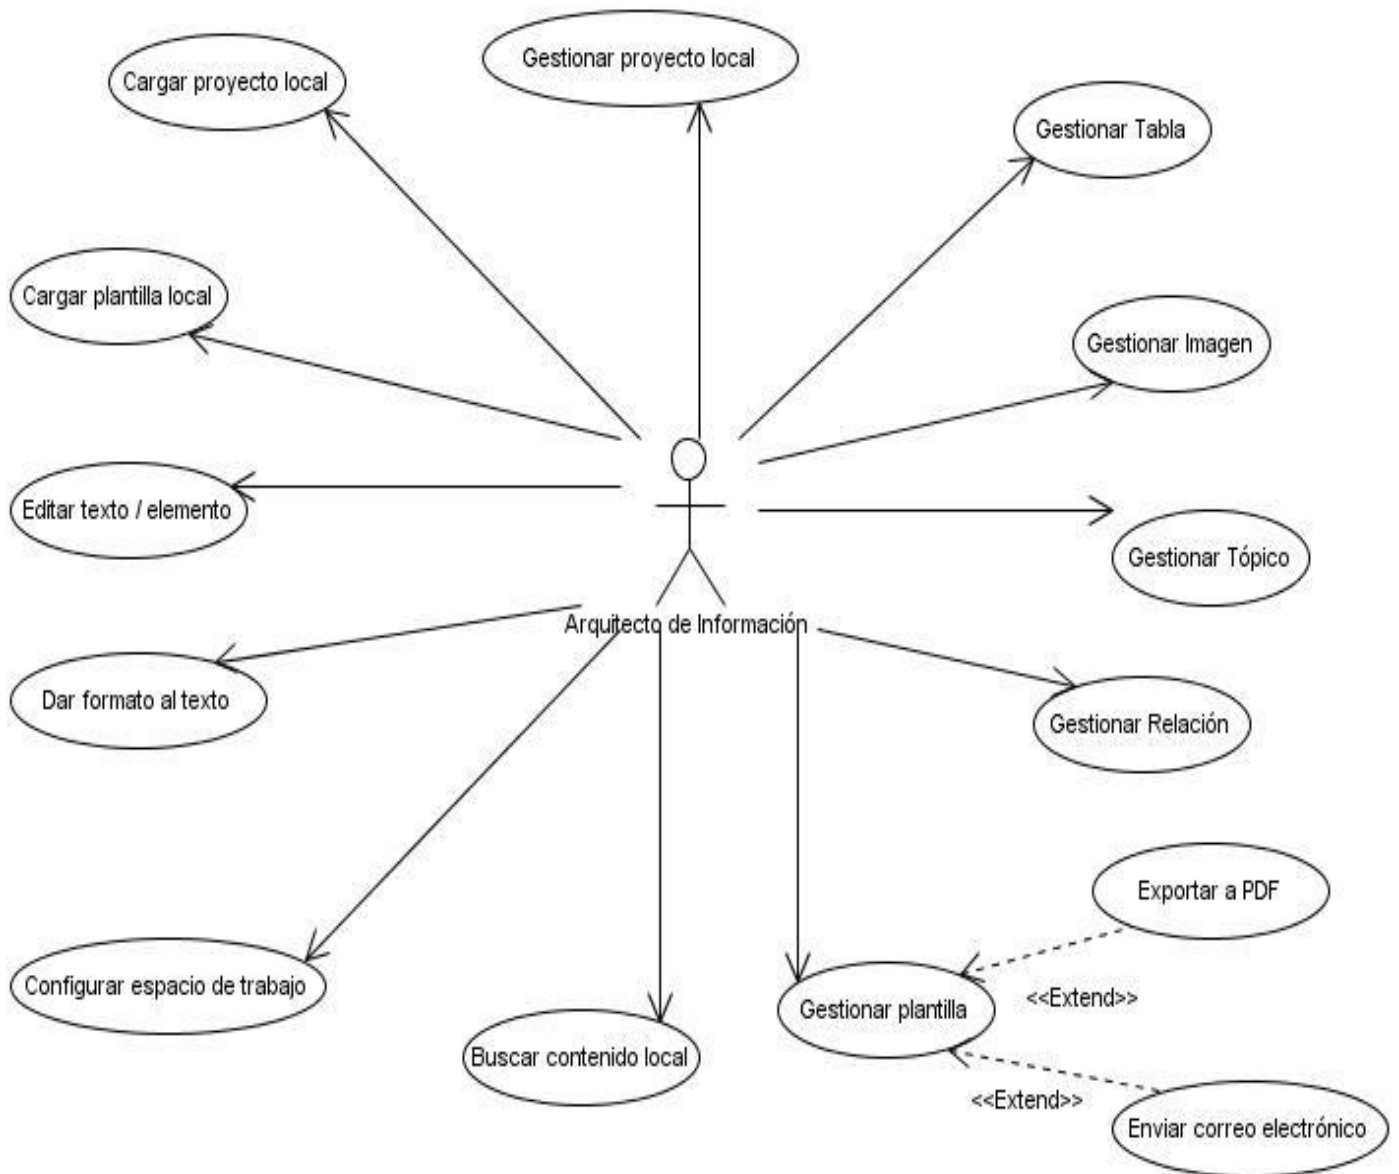 Gestionar proyecto local
Cargar proyecto local
Gestionar Tabla
Cargar plantilla local
Gestionar Imagen
Editar texto / elemento
Gestionar Tópico
Arquitecto de Información
Dar formato al texto
Gestionar Relación
Exportar a PDF
Configurar espacio de trabajo
<<Extend>>
Gestionar plantilla
Buscar contenido local
<<Extend>>
Enviar correo electrónico